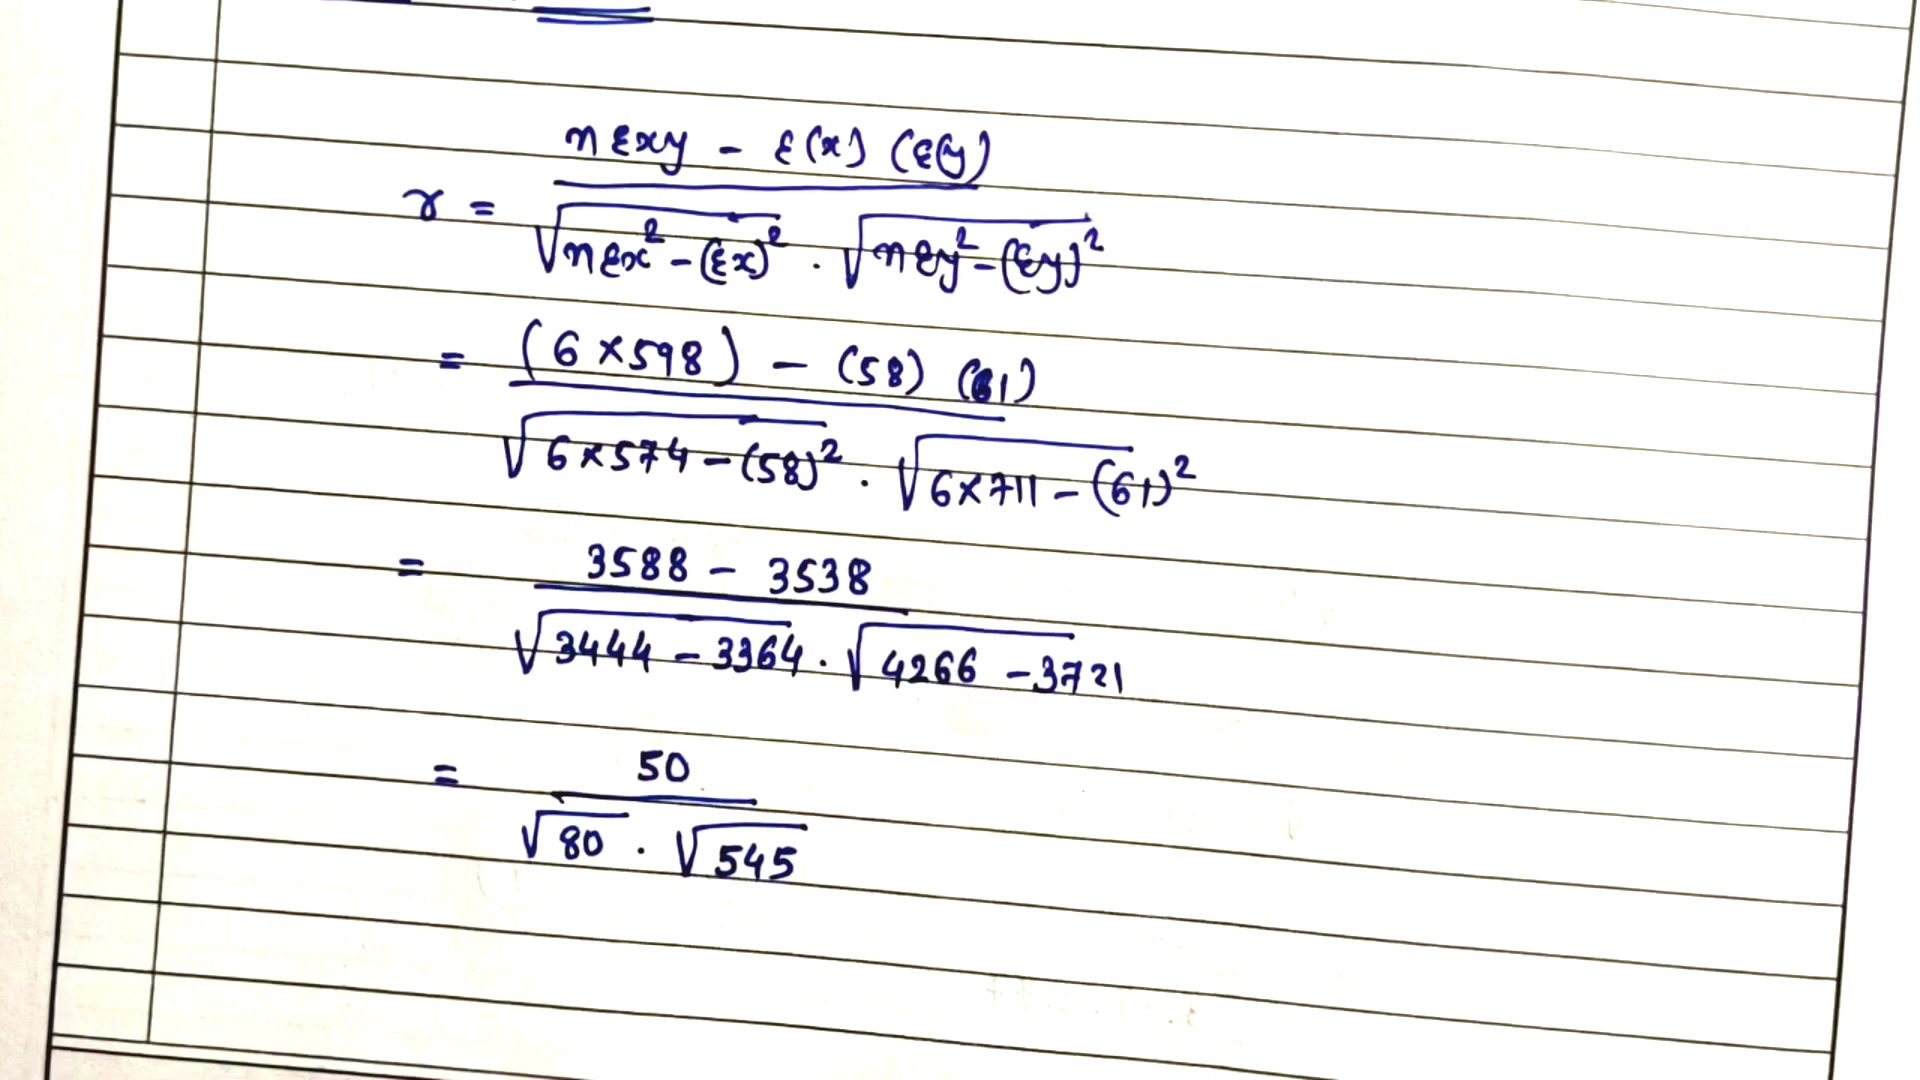 r = nΣxy - Σ(x) (Σ(y) / √nΣx² - (Σx)² . √nΣy² - (Σy)²
= (6 × 598) - (58) (61) / √6 × 574 - (58)² . √6 × 711 - (61)²
= 3588 - 3538 / √3444 - 3364 . √4266 - 3721
= 50 / √80 . √545